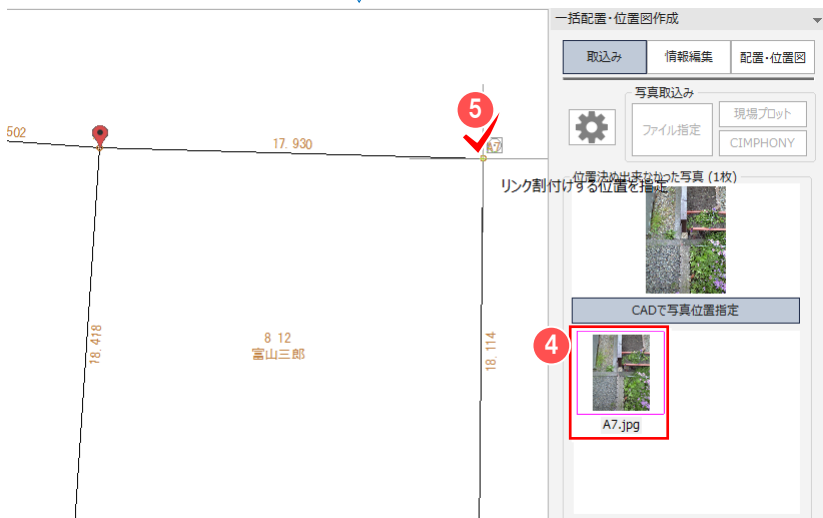 一括配置・位置図作成
取込み
情報編集
配置・位置図
写真取込み
ファイル指定
現場プロット
CIMPHONY
位置決め出来なかった写真 (1枚)
リンク割付けする位置を指定
CADで写真位置指定
4
A7.jpg
5
502
17.930
A7
18.418
8 12
富山三郎
18.114